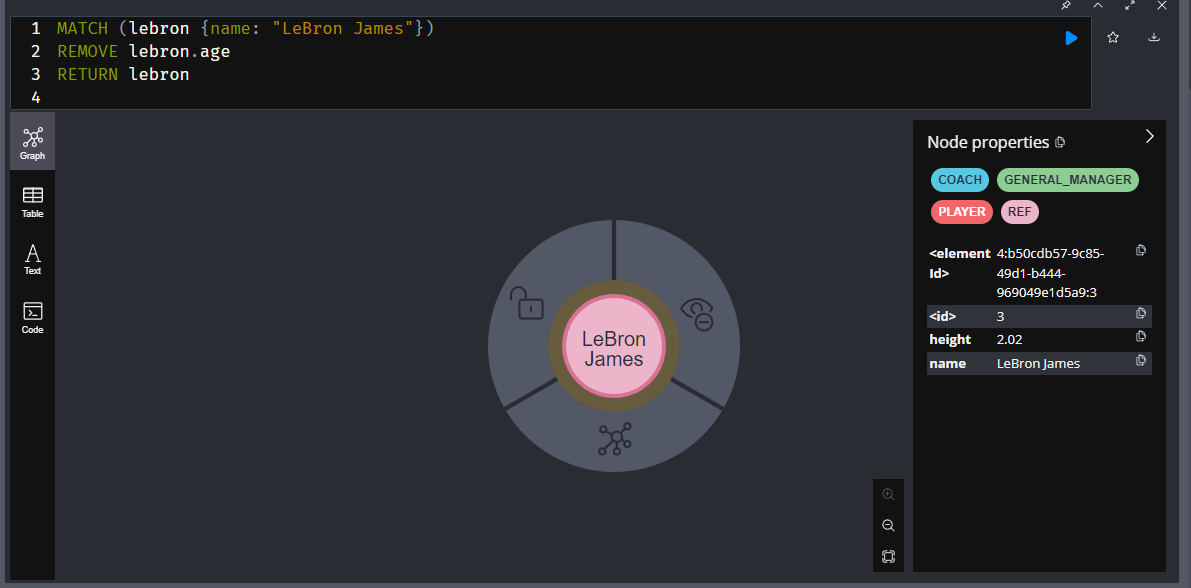 1 MATCH (lebron {name: "LeBron James"})
2 REMOVE lebron.age
3 RETURN lebron
4
Graph
Table
Text
Code
LeBron
James
Node properties
COACH GENERAL_MANAGER
PLAYER REF
<element 4:b50cdb57-9c85-
Id> 49d1-b444-
969049e1d5a9:3
<id> 3
height 2.02
name LeBron James